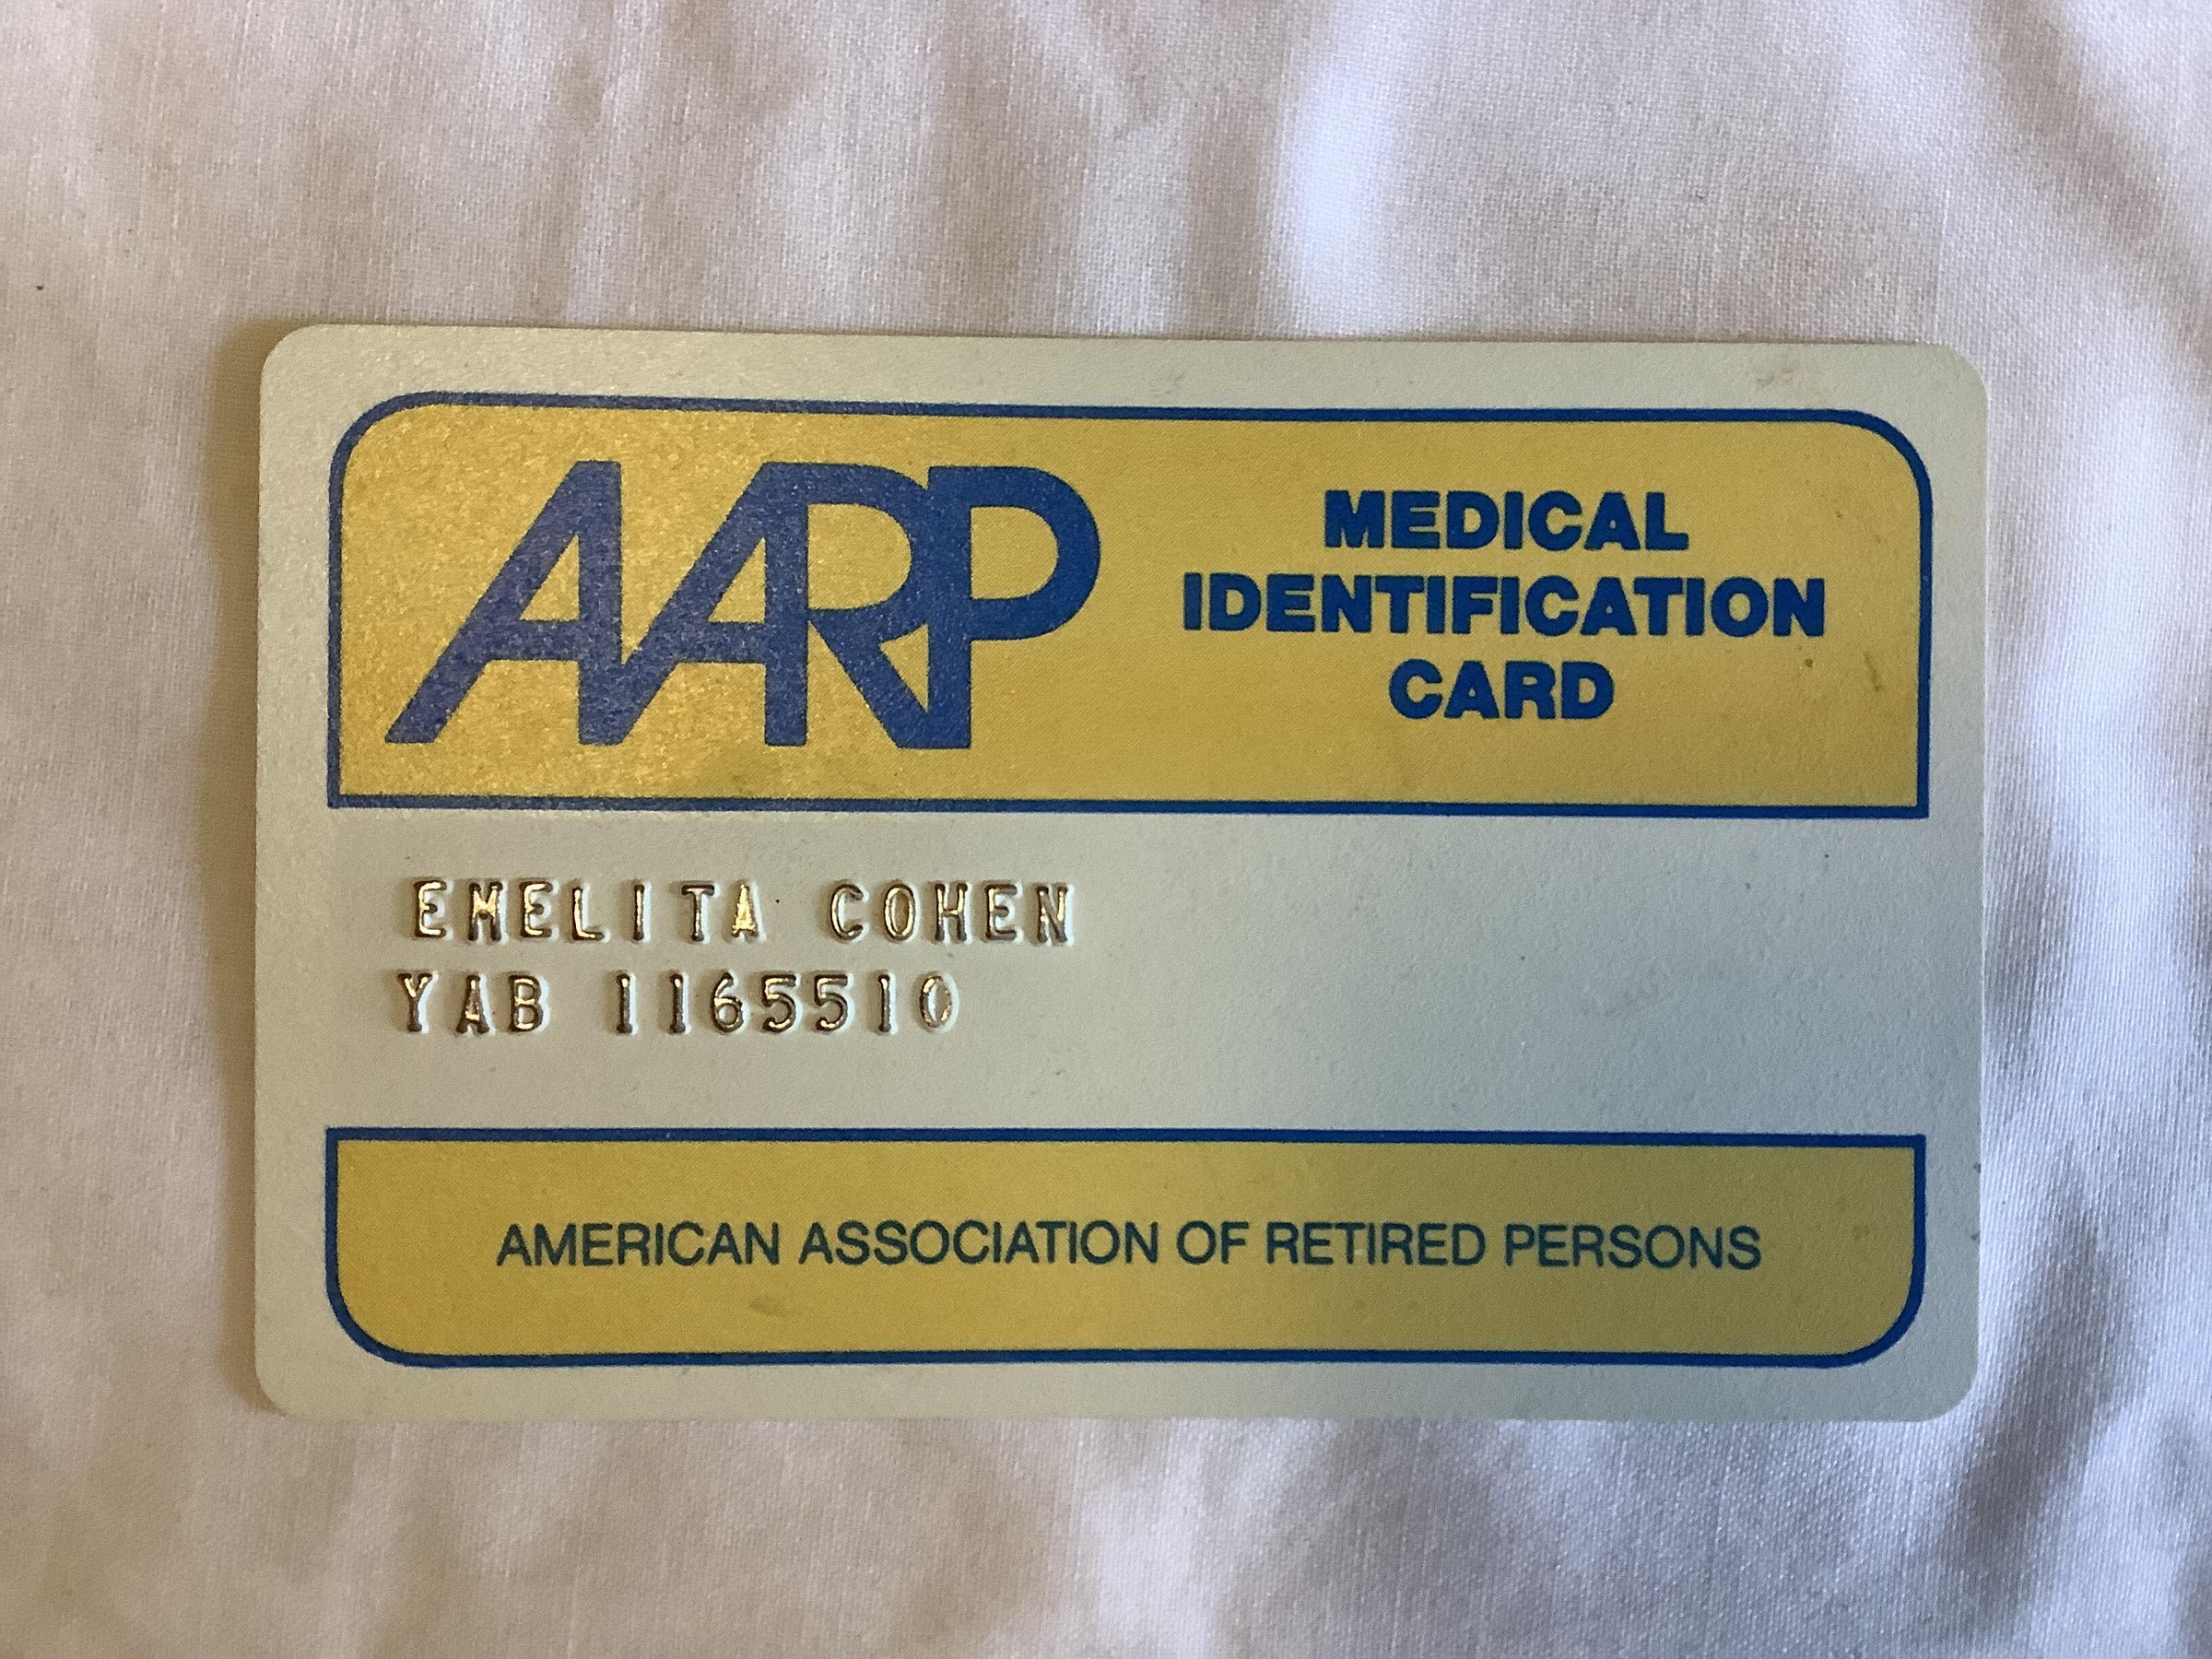 AARP
MEDICAL
IDENTIFICATION
CARD
EMELITA COHEN
YAB 1165510
AMERICAN ASSOCIATION OF RETIRED PERSONS